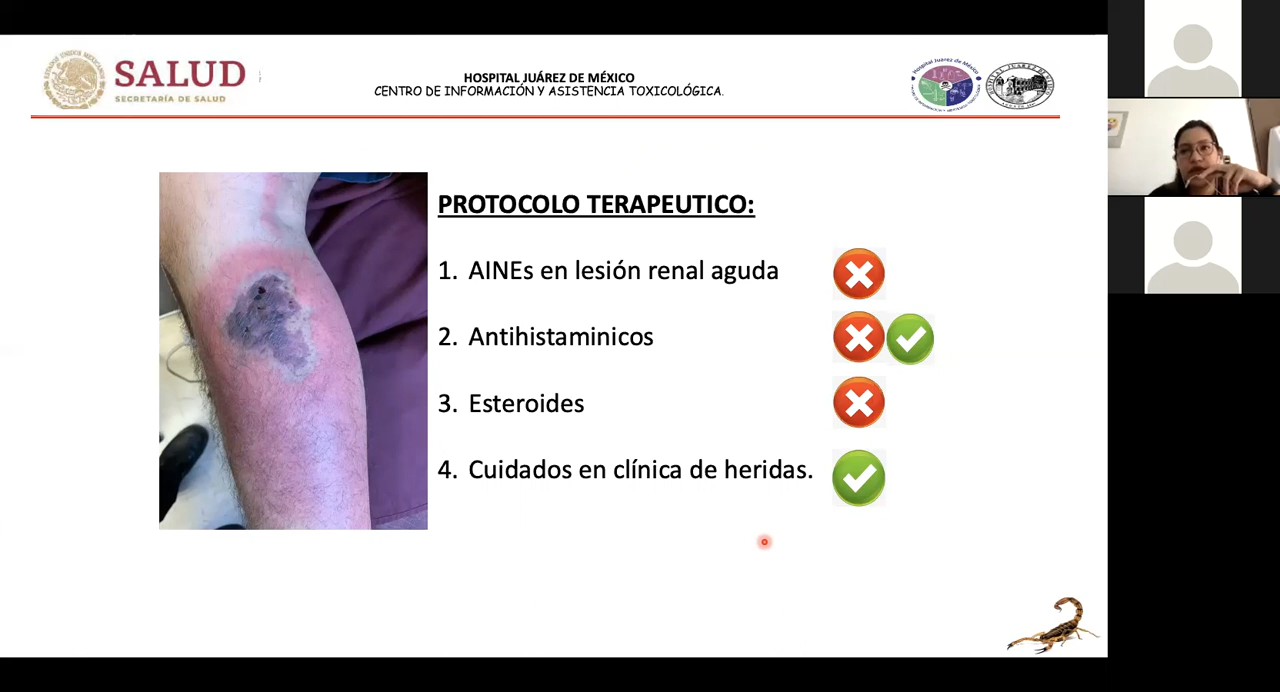 SALUD
SECRETARÍA DE SALUD
HOSPITAL JUÁREZ DE MÉXICO
CENTRO DE INFORMACIÓN Y ASISTENCIA TOXICOLÓGICA.
PROTOCOLO TERAPEUTICO:
1. AINEs en lesión renal aguda
2. Antihistaminicos
3. Esteroides
4. Cuidados en clínica de heridas.